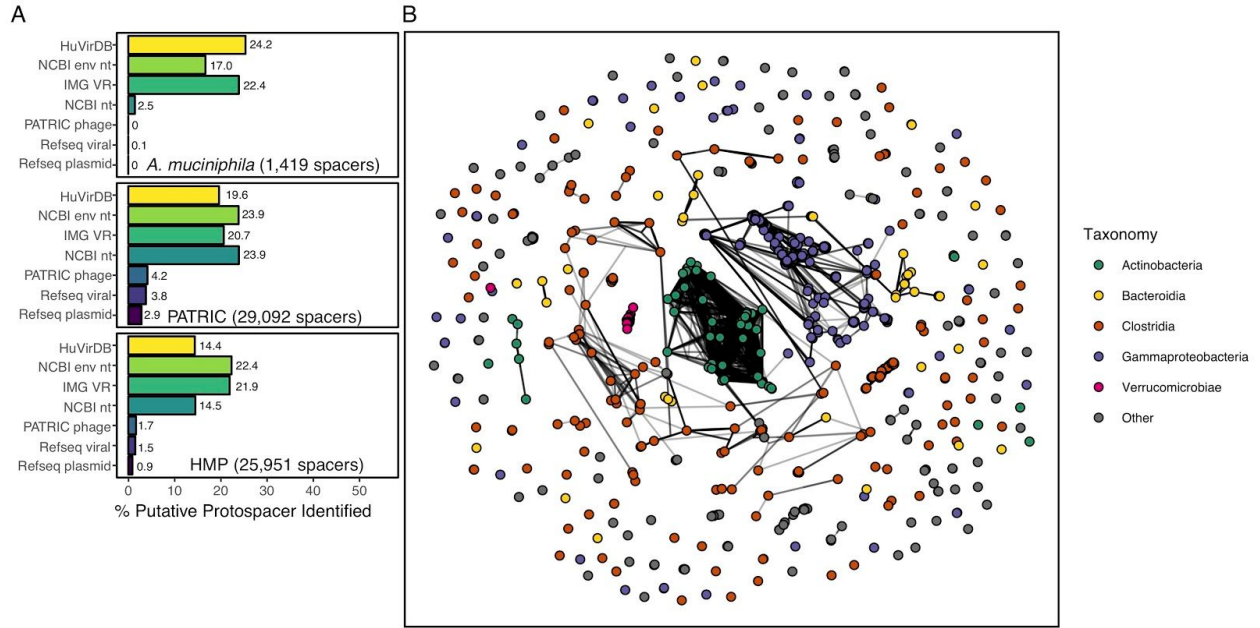 A
HuVirDB 24.2
NCBI env nt 17.0
IMG VR 22.4
NCBI nt 2.5
PATRIC phage 0
Refseq viral 0.1
Refseq plasmid 0 A. muciniphila (1,419 spacers)
HuVirDB 19.6
NCBI env nt 23.9
IMG VR 20.7
NCBI nt 23.9
PATRIC phage 4.2
Refseq viral 3.8
Refseq plasmid 2.9 PATRIC (29,092 spacers)
HuVirDB 14.4
NCBI env nt 22.4
IMG VR 21.9
NCBI nt 14.5
PATRIC phage 1.7
Refseq viral 1.5
Refseq plasmid 0.9 HMP (25,951 spacers)
0 10 20 30 40 50
% Putative Protospacer Identified
B
Taxonomy
Actinobacteria
Bacteroidia
Clostridia
Gammaproteobacteria
Verrucomicrobiae
Other